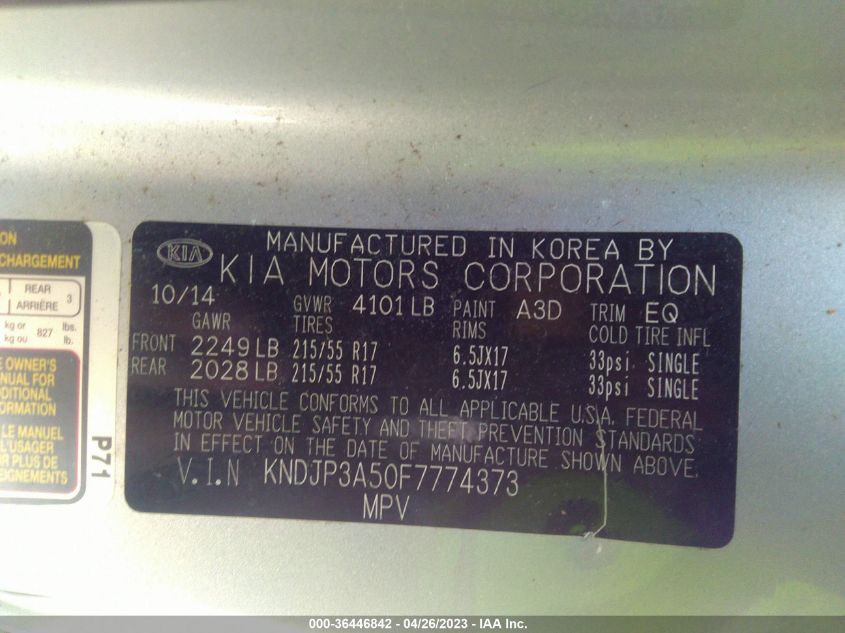 ON
CHARGEMENT
REAR
ARRIÈRE 3
kg or 827 lbs.
kg ou lb.
E OWNER'S
ANUAL FOR
DDITIONAL
FORMATION
LE MANUEL
L'USAGER
R PLUS DE
EIGNEMENTS
P71
KIA
MANUFACTURED IN KOREA BY
KIA MOTORS CORPORATION
10/14 GVWR 4101 LB PAINT A3D TRIM EQ
GAWR TIRES RIMS COLD TIRE INFL
FRONT 2249 LB 215/55 R17 6.5JX17 33psi SINGLE
REAR 2028 LB 215/55 R17 6.5JX17 33psi SINGLE
THIS VEHICLE CONFORMS TO ALL APPLICABLE U.S.A. FEDERAL
MOTOR VEHICLE SAFETY AND THEFT PREVENTION STANDARDS
IN EFFECT ON THE DATE OF MANUFACTURE SHOWN ABOVE.
V.I.N KNDJP3A50F7774373
MPV
000-36446842 - 04/26/2023 - IAA Inc.